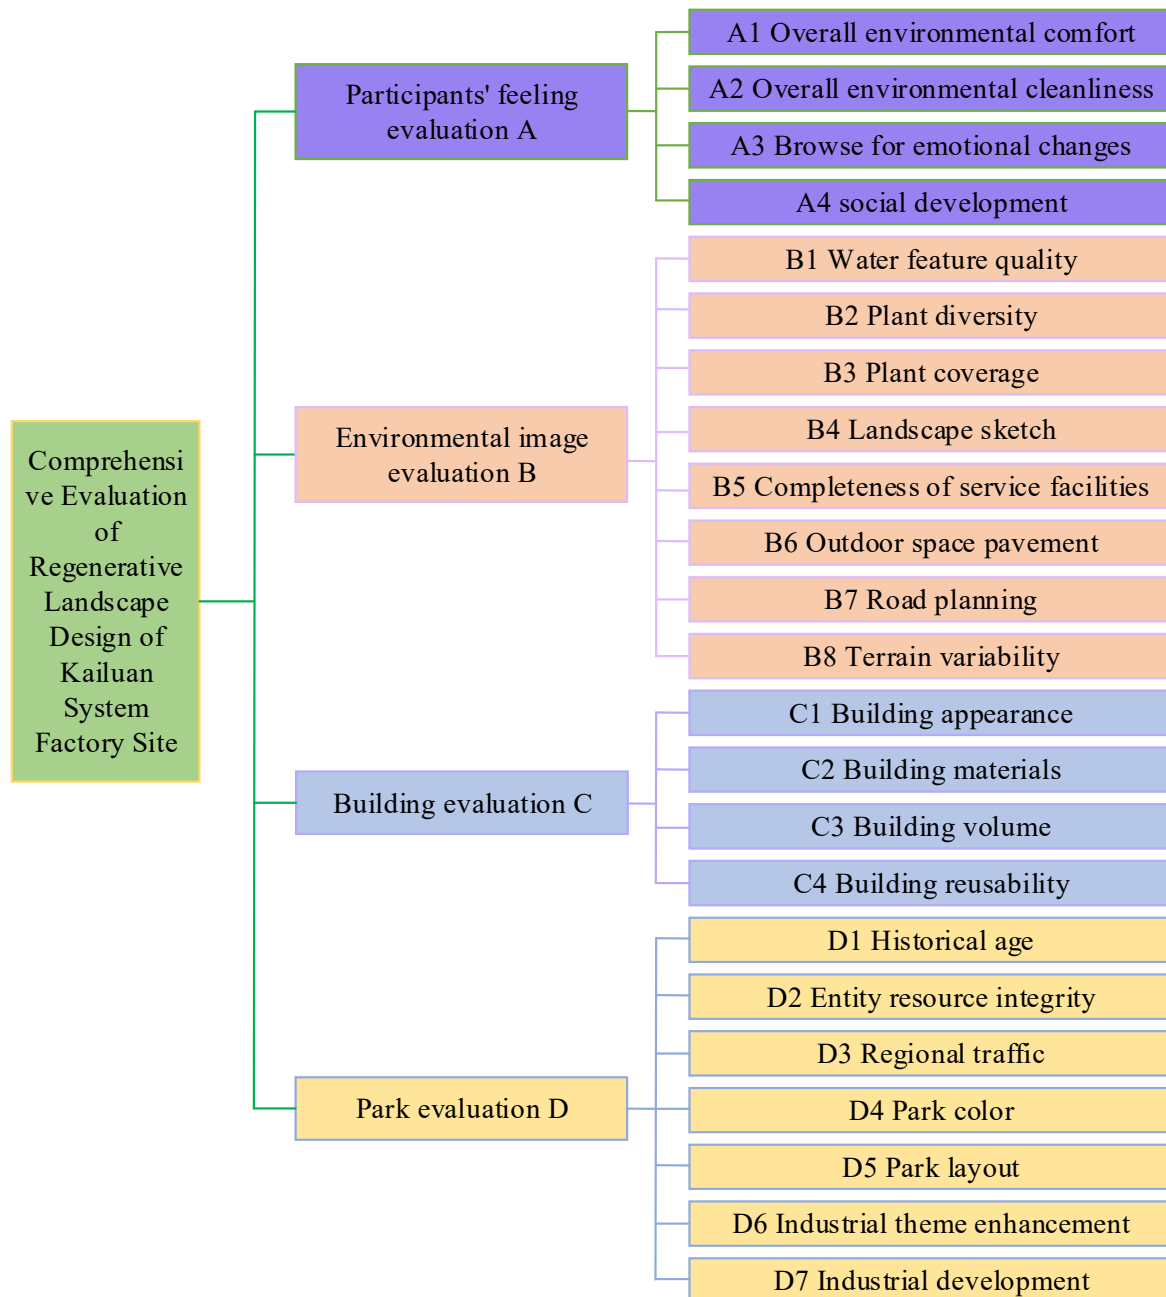 Comprehensi
ve Evaluation
of
Regenerative
Landscape
Design of
Kailuan
System
Factory Site
Participants' feeling
evaluation A
A1 Overall environmental comfort
A2 Overall environmental cleanliness
A3 Browse for emotional changes
A4 social development
Environmental image
evaluation B
B1 Water feature quality
B2 Plant diversity
B3 Plant coverage
B4 Landscape sketch
B5 Completeness of service facilities
B6 Outdoor space pavement
B7 Road planning
B8 Terrain variability
Building evaluation C
C1 Building appearance
C2 Building materials
C3 Building volume
C4 Building reusability
Park evaluation D
D1 Historical age
D2 Entity resource integrity
D3 Regional traffic
D4 Park color
D5 Park layout
D6 Industrial theme enhancement
D7 Industrial development